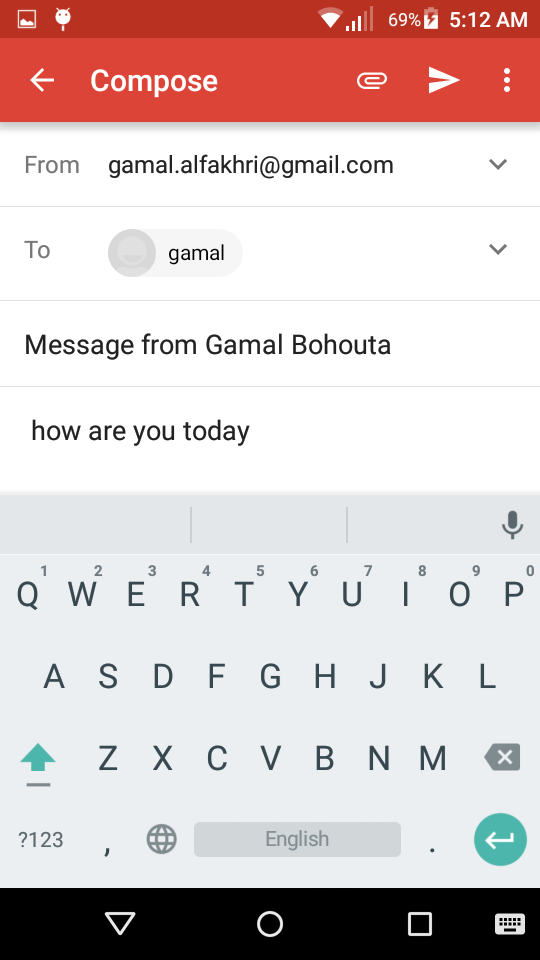 69% 5:12 AM
Compose
From gamal.alfakhri@gmail.com
To gamal
Message from Gamal Bohouta
how are you today
1 2 3 4 5 6 7 8 9 0
Q W E R T Y U I O P
A S D F G H J K L
Z X C V B N M
?123 , English .